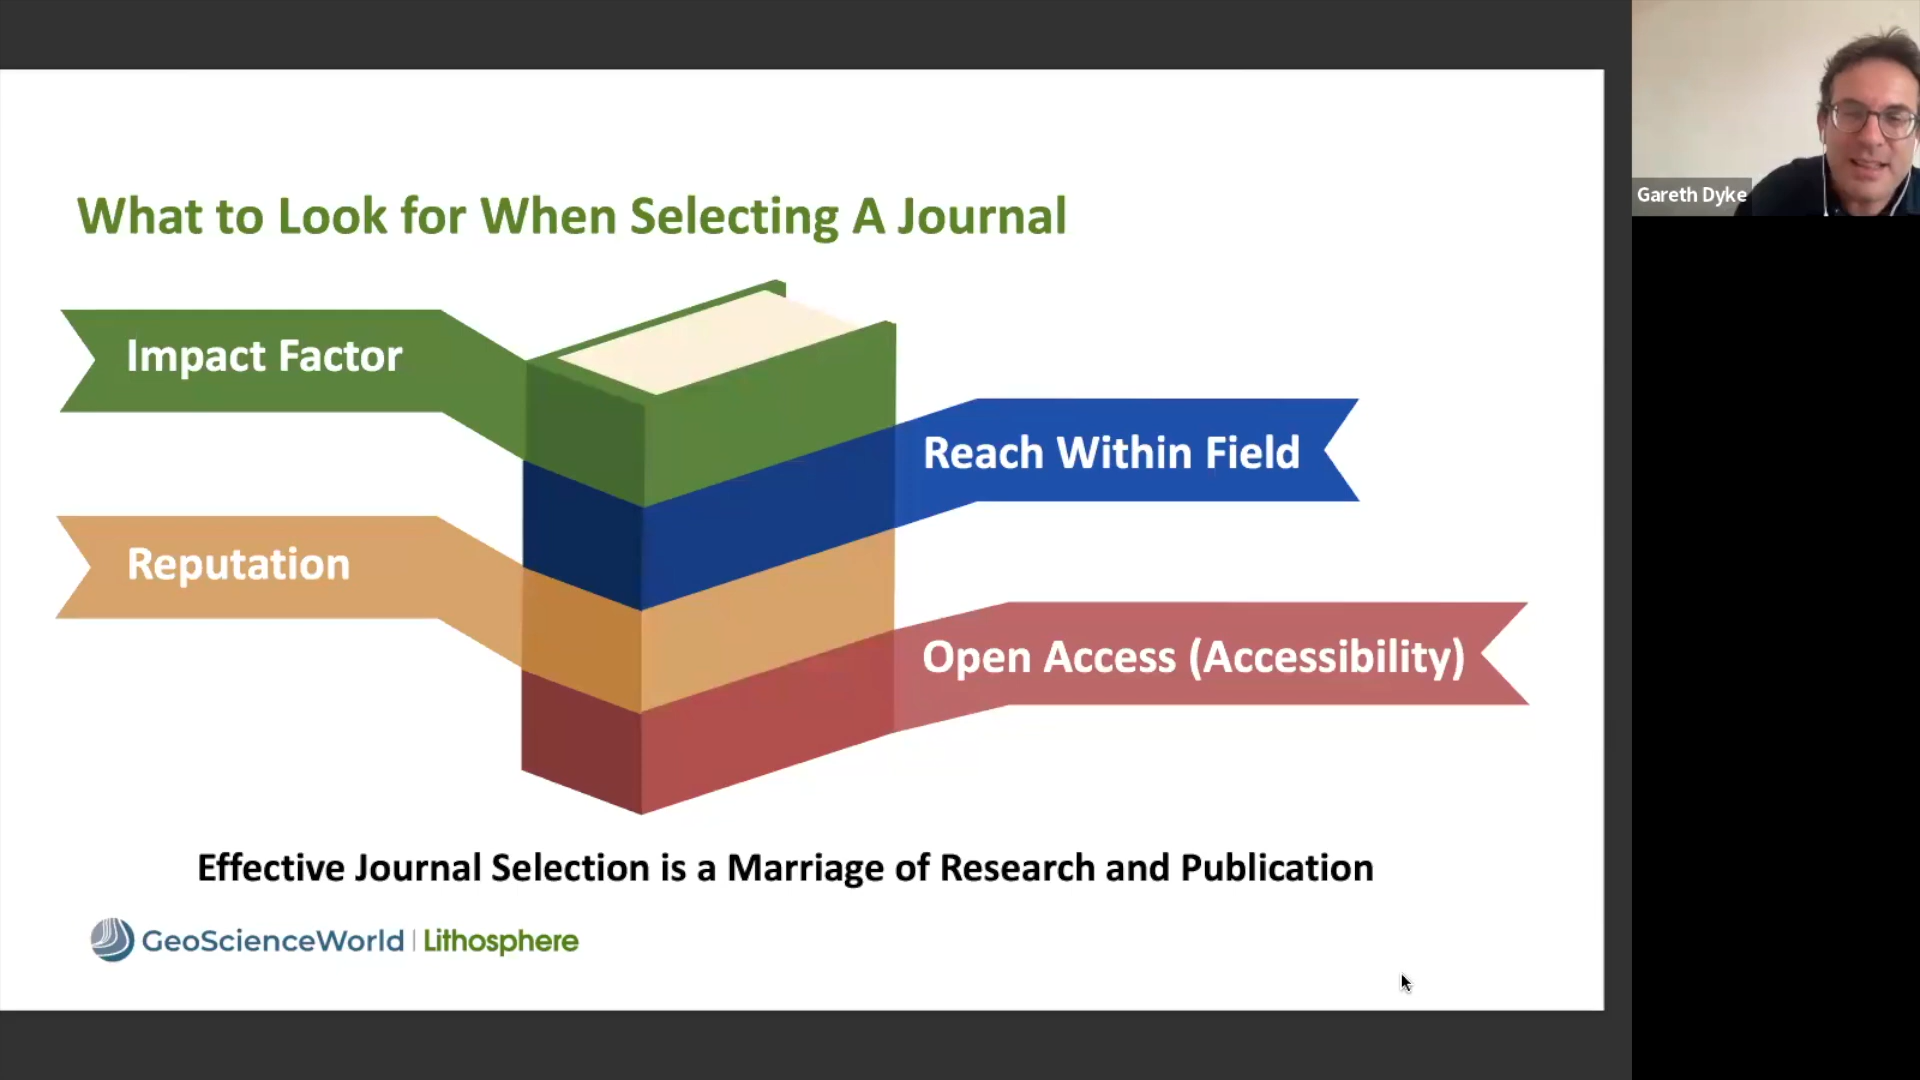 What to Look for When Selecting A Journal
Impact Factor
Reach Within Field
Reputation
Open Access (Accessibility)
Effective Journal Selection is a Marriage of Research and Publication
GeoScienceWorld | Lithosphere
Gareth Dyke